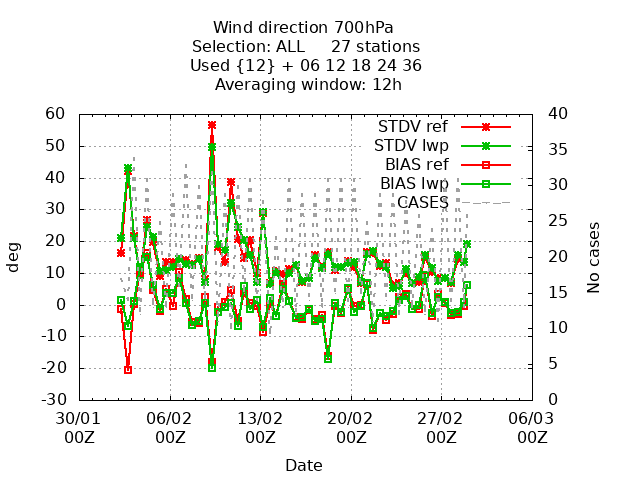 Wind direction 700hPa
Selection: ALL 27 stations
Used {12} + 06 12 18 24 36
Averaging window: 12h
60 40
STDV ref
50 35
STDV lwp
BIAS ref
40 30
BIAS lwp
CASES
30 25
20 20
10 15
0 10
-10 5
-20 0
-30
deg
No cases
30/01 06/02 13/02 20/02 27/02 06/03
00Z 00Z 00Z 00Z 00Z 00Z
Date